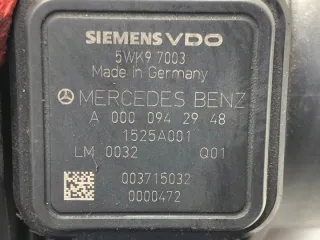 SIEMENS VDO
5WK9 7003
Made in Germany
MERCEDES BENZ
A 000 094 29 48
1525A001
LM 0032 Q01
003715032
0000472